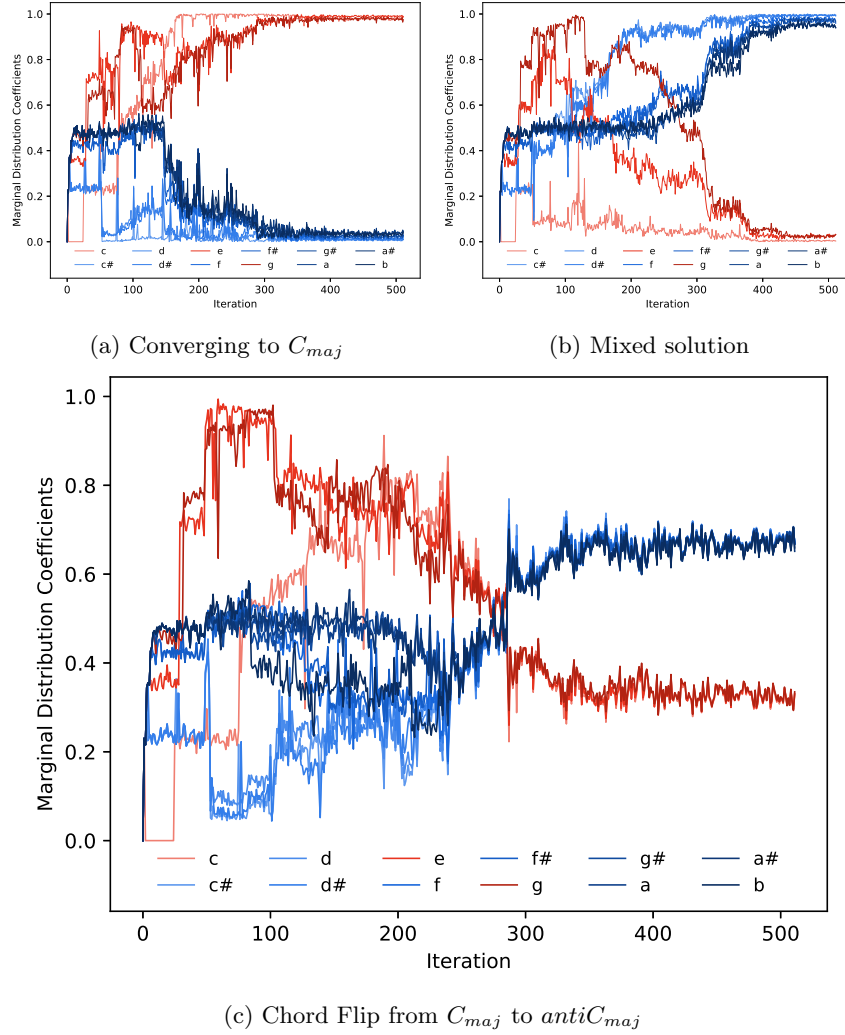 1.0
0.8
0.6
0.4
0.2
0.0
Marginal Distribution Coefficients
c d e f# g# a#
c# d# f g a b
0 100 200 300 400 500
Iteration
(a) Converging to Cmaj
1.0
0.8
0.6
0.4
0.2
0.0
Marginal Distribution Coefficients
c d e f# g# a#
c# d# f g a b
0 100 200 300 400 500
Iteration
(b) Mixed solution
1.0
0.8
0.6
0.4
0.2
0.0
Marginal Distribution Coefficients
c d e f# g# a#
c# d# f g a b
0 100 200 300 400 500
Iteration
(c) Chord Flip from Cmaj to antiCmaj